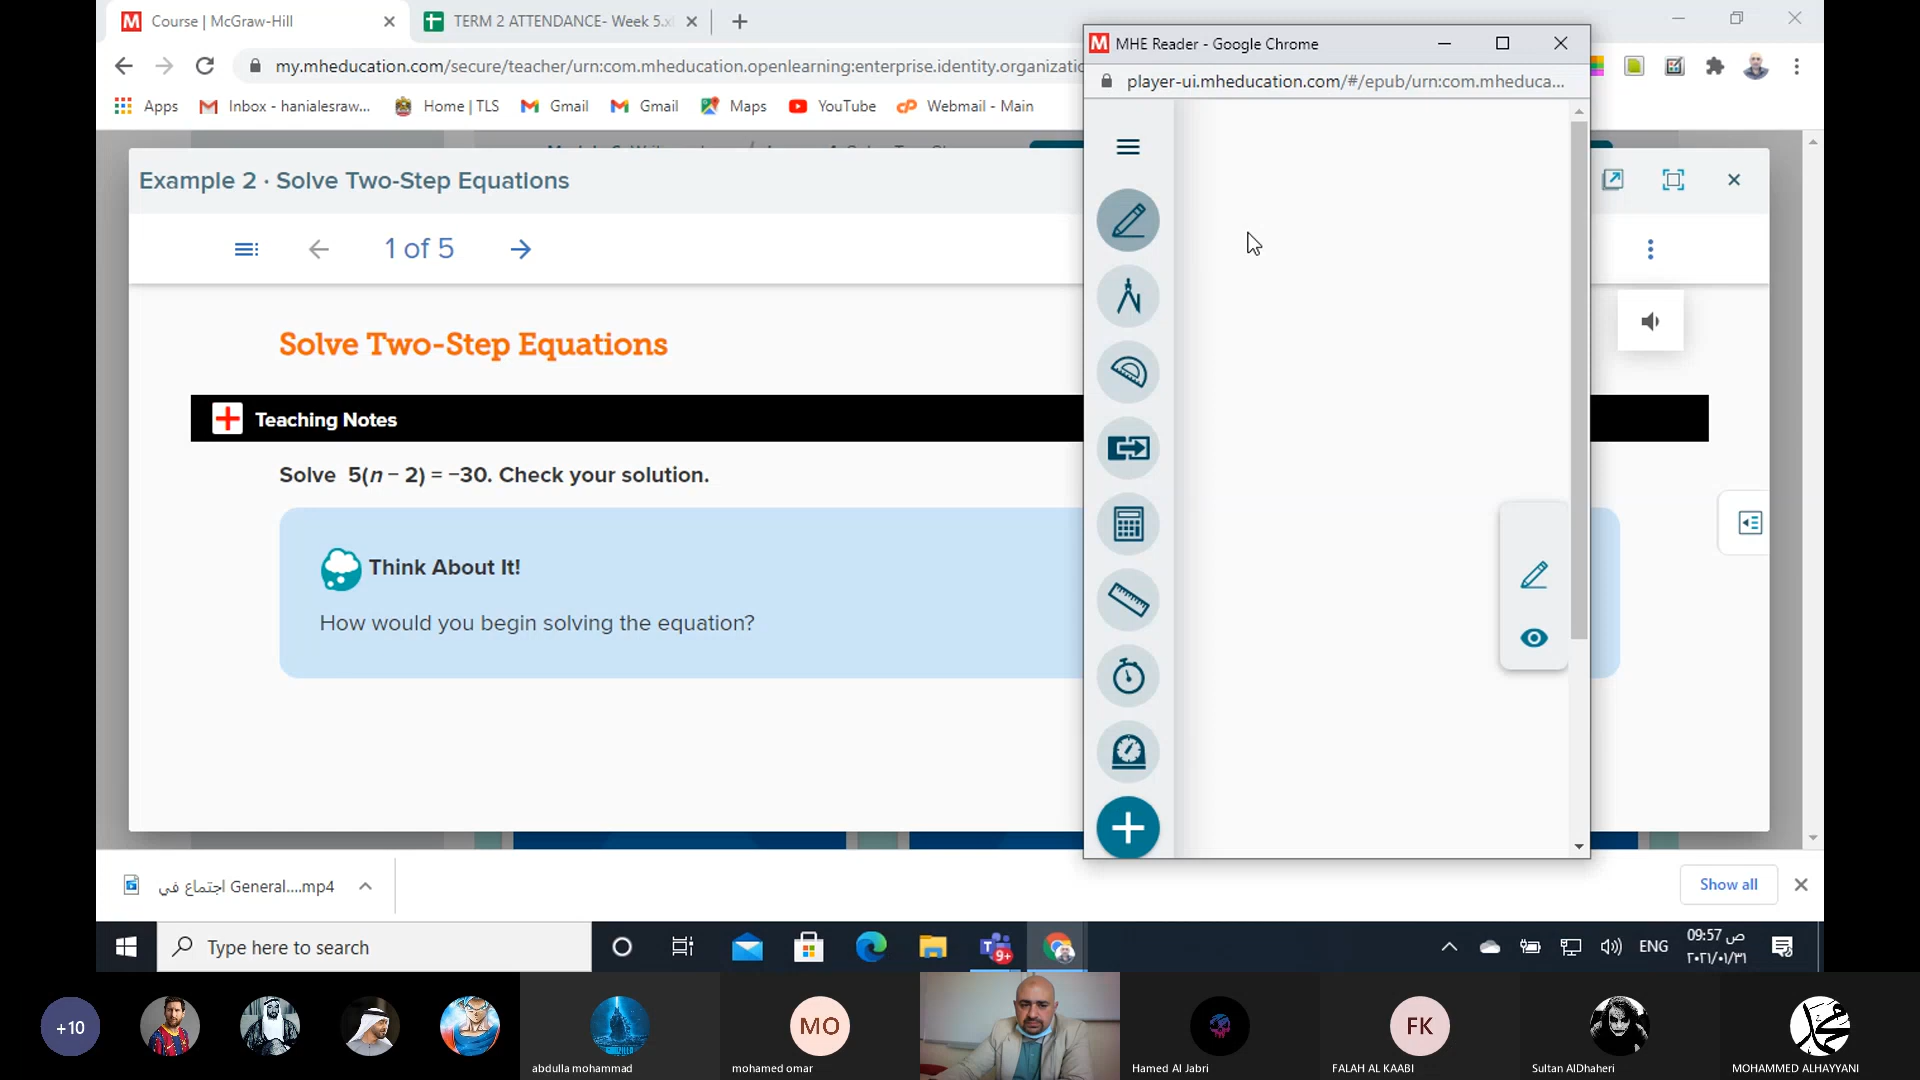 Course | McGraw-Hill
TERM 2 ATTENDANCE- Week 5.xl
MHE Reader - Google Chrome
my.mheducation.com/secure/teacher/urn:com.mheducation.openlearning:enterprise.identity.organizatio
player-ui.mheducation.com/#/epub/urn:com.mheduca...
Apps
Inbox - hanialesraw...
Home | TLS
Gmail
Gmail
Maps
YouTube
Webmail - Main
Example 2 · Solve Two-Step Equations
1 of 5
Solve Two-Step Equations
Teaching Notes
Solve 5(n − 2) = −30. Check your solution.
Think About It!
How would you begin solving the equation?
اجتماع في General....mp4
Show all
Type here to search
9+
ENG
09:57 ص
٢٠٢١/٠١/٣١
+10
abdulla mohammad
MO
mohamed omar
Hamed Al Jabri
FK
FALAH AL KAABI
Sultan AlDhaheri
MOHAMMED ALHAYYANI